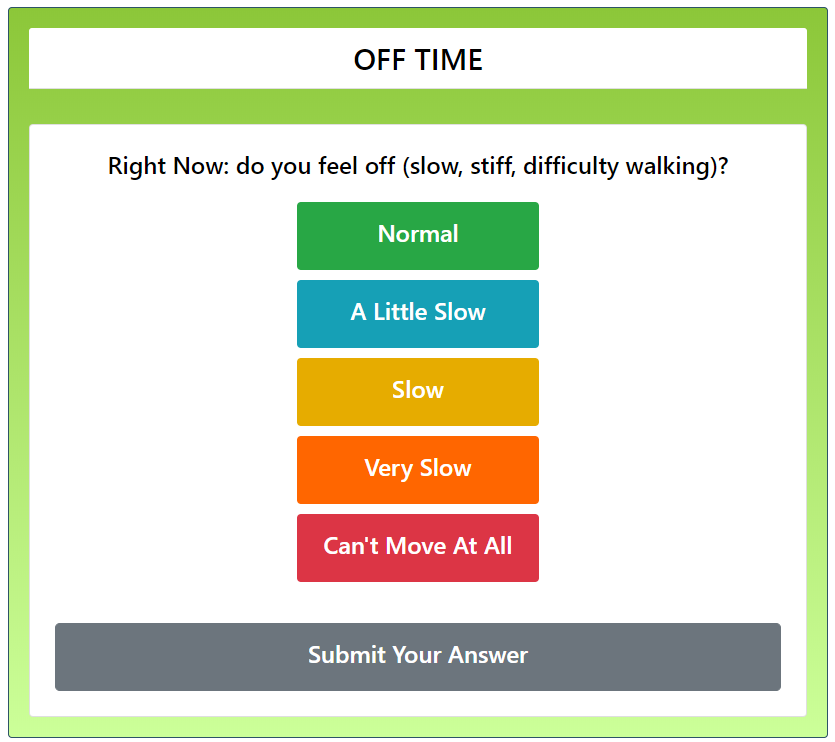 OFF TIME
Right Now: do you feel off (slow, stiff, difficulty walking)?
Normal
A Little Slow
Slow
Very Slow
Can't Move At All
Submit Your Answer